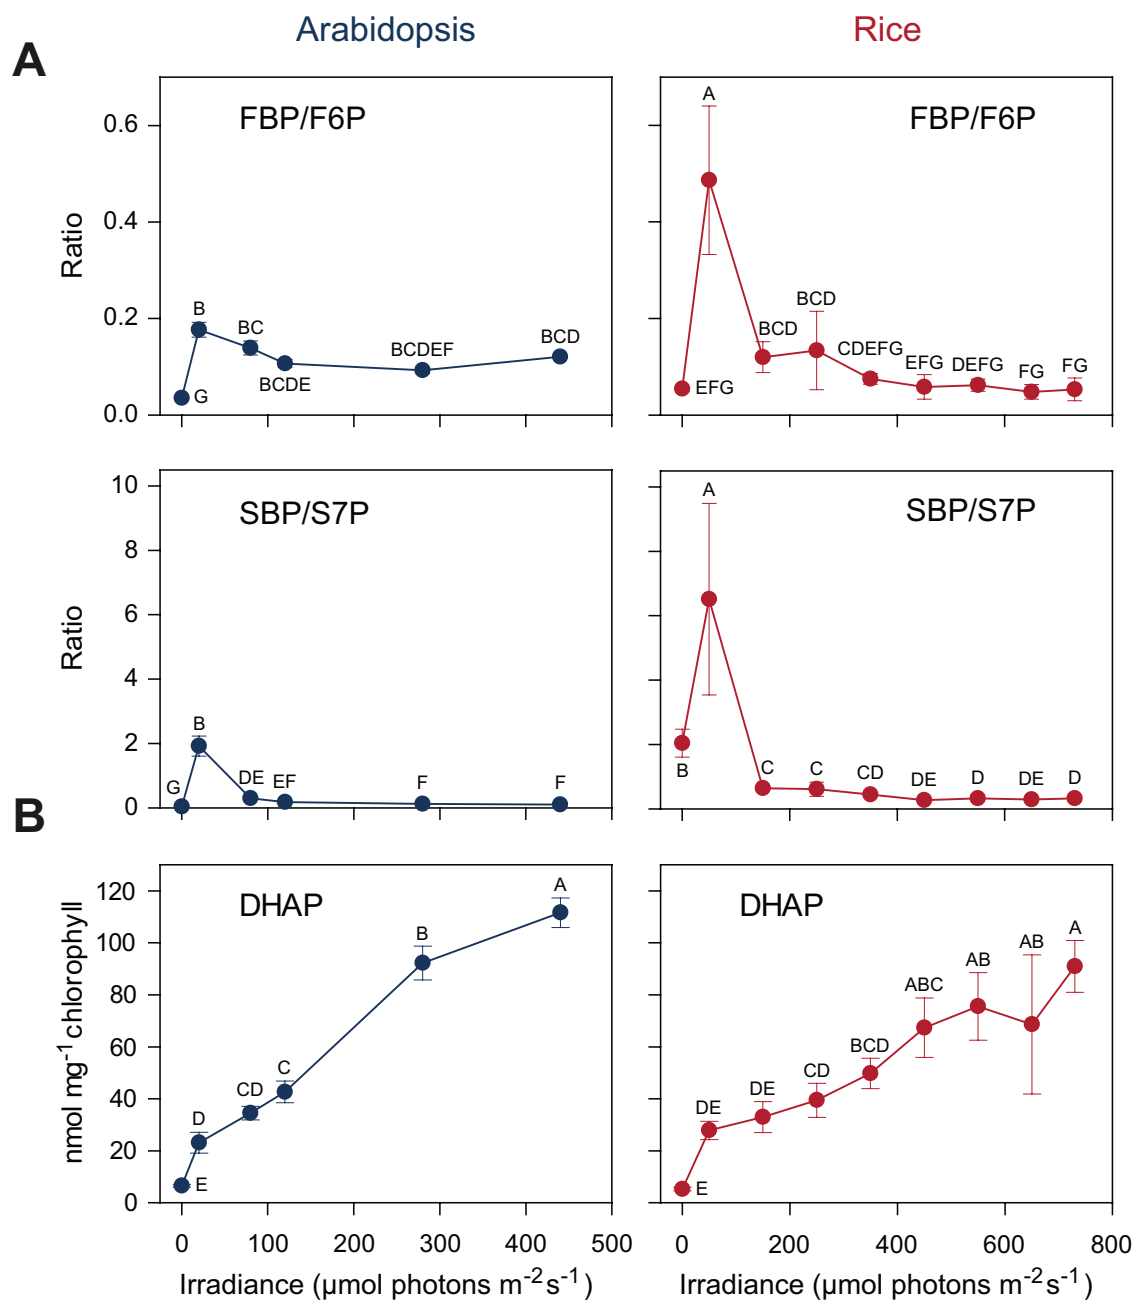 Arabidopsis
Rice
A
FBP/F6P
Ratio
0.6
0.4
0.2
0.0
G
B
BC
BCDE
BCDEF
BCD
FBP/F6P
EFG
A
BCD
BCD
CDEFG
EFG
DEFG
FG
FG
SBP/S7P
Ratio
10
8
6
4
2
0
G
B
DE
EF
F
F
SBP/S7P
B
A
C
C
CD
DE
D
DE
D
B
DHAP
nmol mg⁻¹ chlorophyll
120
100
80
60
40
20
0
E
D
CD
C
B
A
0 100 200 300 400 500
Irradiance (µmol photons m⁻² s⁻¹)
DHAP
E
DE
DE
CD
BCD
ABC
AB
AB
A
0 200 400 600 800
Irradiance (µmol photons m⁻² s⁻¹)